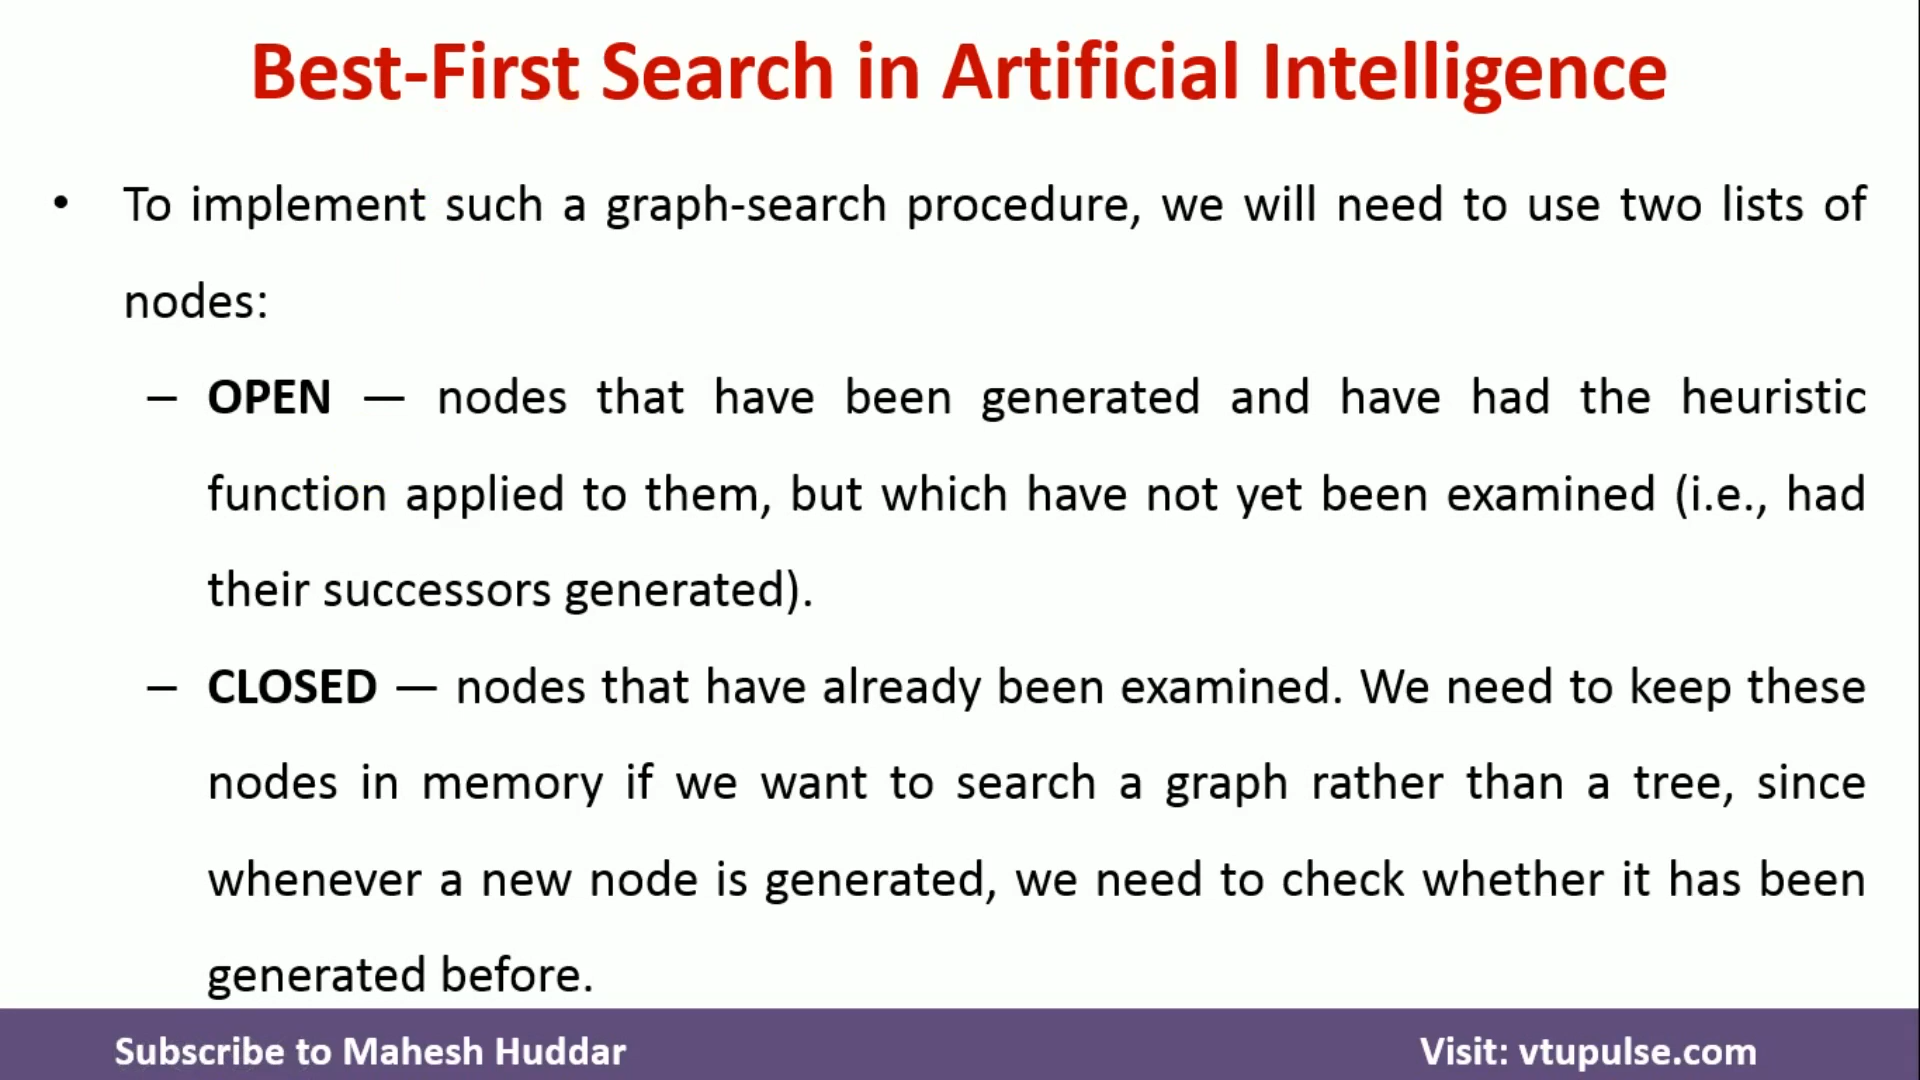 Best-First Search in Artificial Intelligence
• To implement such a graph-search procedure, we will need to use two lists of
nodes:
– OPEN — nodes that have been generated and have had the heuristic
function applied to them, but which have not yet been examined (i.e., had
their successors generated).
– CLOSED — nodes that have already been examined. We need to keep these
nodes in memory if we want to search a graph rather than a tree, since
whenever a new node is generated, we need to check whether it has been
generated before.
Subscribe to Mahesh Huddar
Visit: vtupulse.com